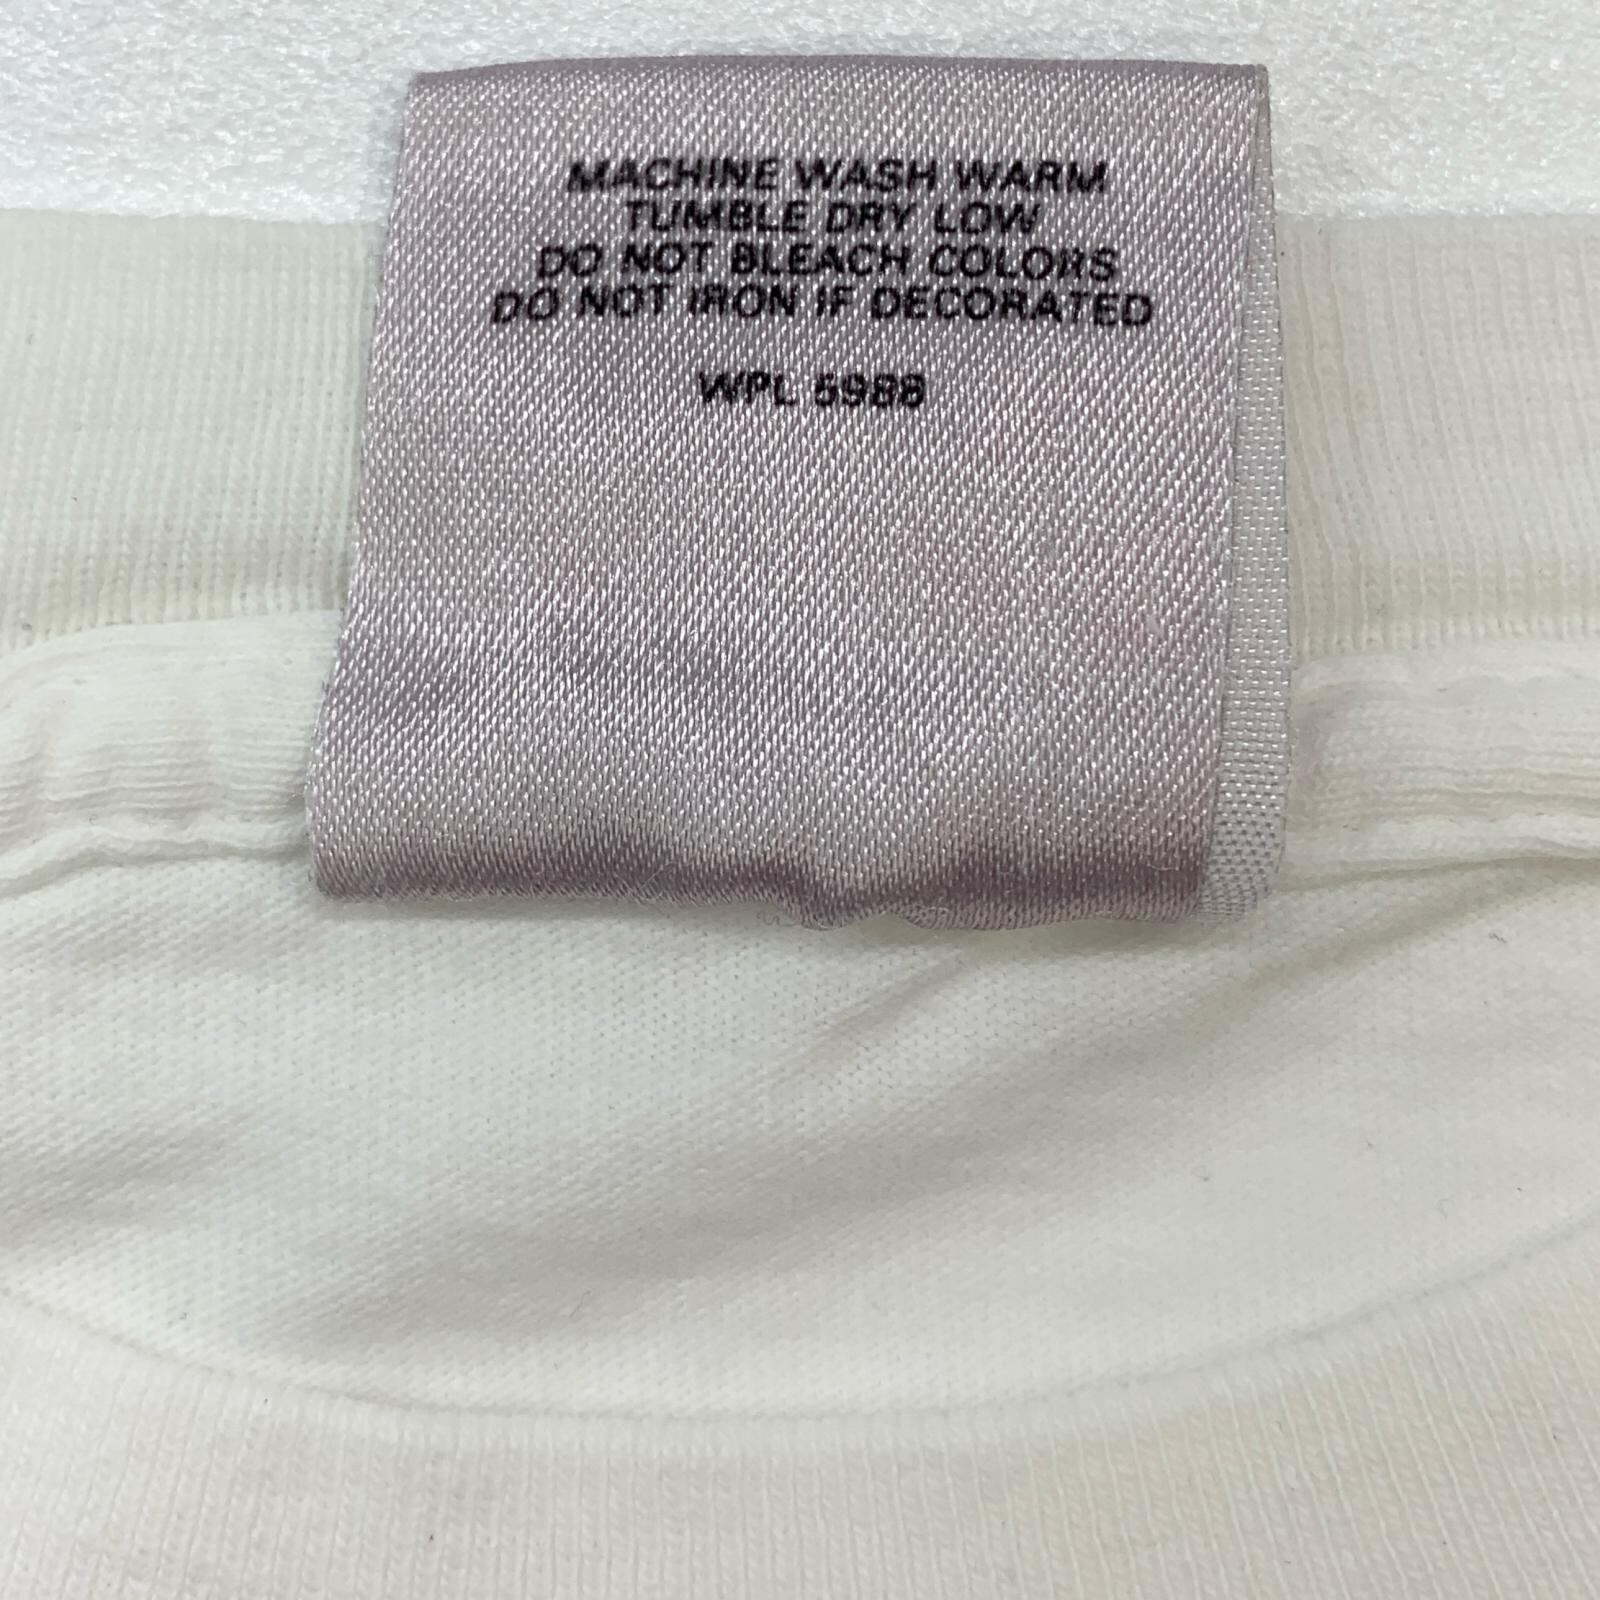 MACHINE WASH WARM
TUMBLE DRY LOW
DO NOT BLEACH COLORS
DO NOT IRON IF DECORATED
WPL 5988